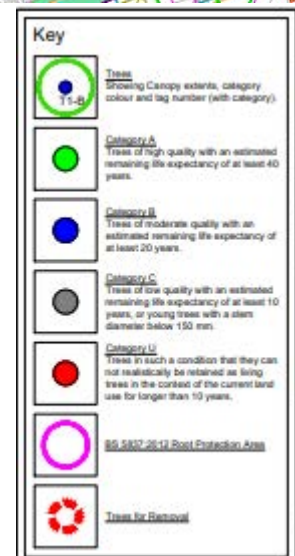 Key
T1-B
Trees
Showing Canopy extents, category
colour and tag number (with category).
Category A
Trees of high quality with an estimated
remaining life expectancy of at least 40
years.
Category B
Trees of moderate quality with an
estimated remaining life expectancy of
at least 20 years.
Category C
Trees of low quality with an estimated
remaining life expectancy of at least 10
years, or young trees with a stem
diameter below 150 mm.
Category U
Trees in such a condition that they can
not realistically be retained as living
trees in the context of the current land
use for longer than 10 years.
BS 5837:2012 Root Protection Area
Trees for Removal